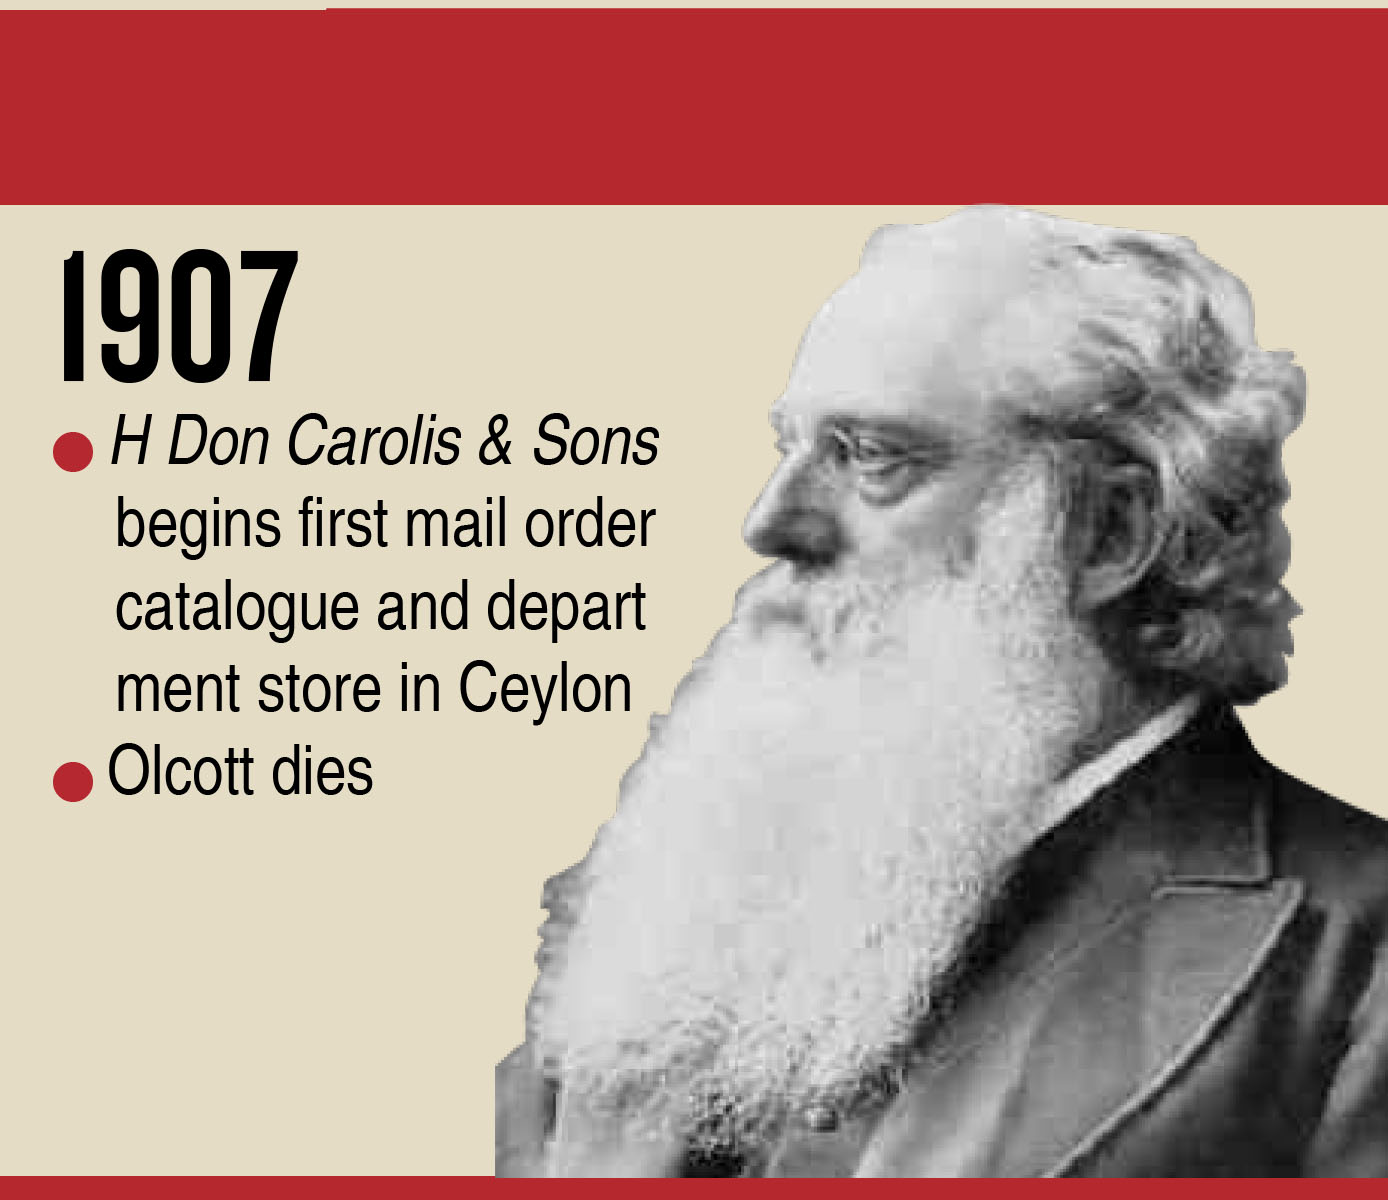 1907
H Don Carolis & Sons
begins first mail order
catalogue and depart
ment store in Ceylon
Olcott dies